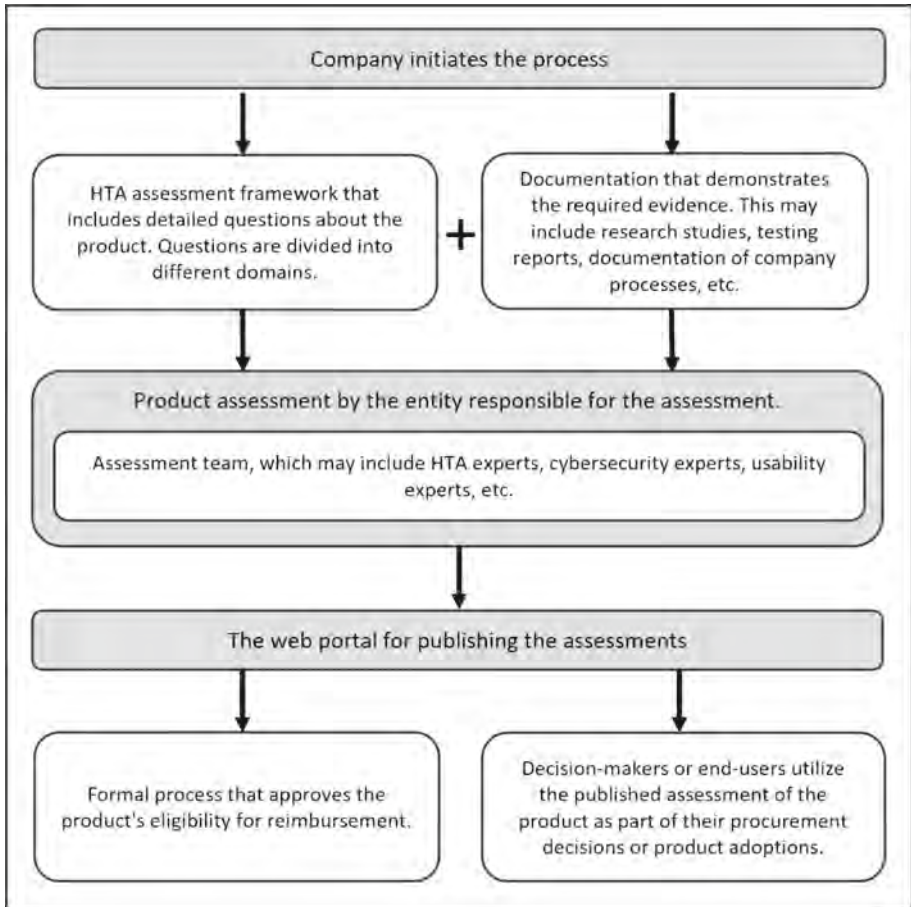 Company initiates the process
HTA assessment framework that
includes detailed questions about the
product. Questions are divided into
different domains.
+
Documentation that demonstrates
the required evidence. This may
include research studies, testing
reports, documentation of company
processes, etc.
Product assessment by the entity responsible for the assessment.
Assessment team, which may include HTA experts, cybersecurity experts, usability
experts, etc.
The web portal for publishing the assessments
Formal process that approves the
product's eligibility for reimbursement.
Decision-makers or end-users utilize
the published assessment of the
product as part of their procurement
decisions or product adoptions.